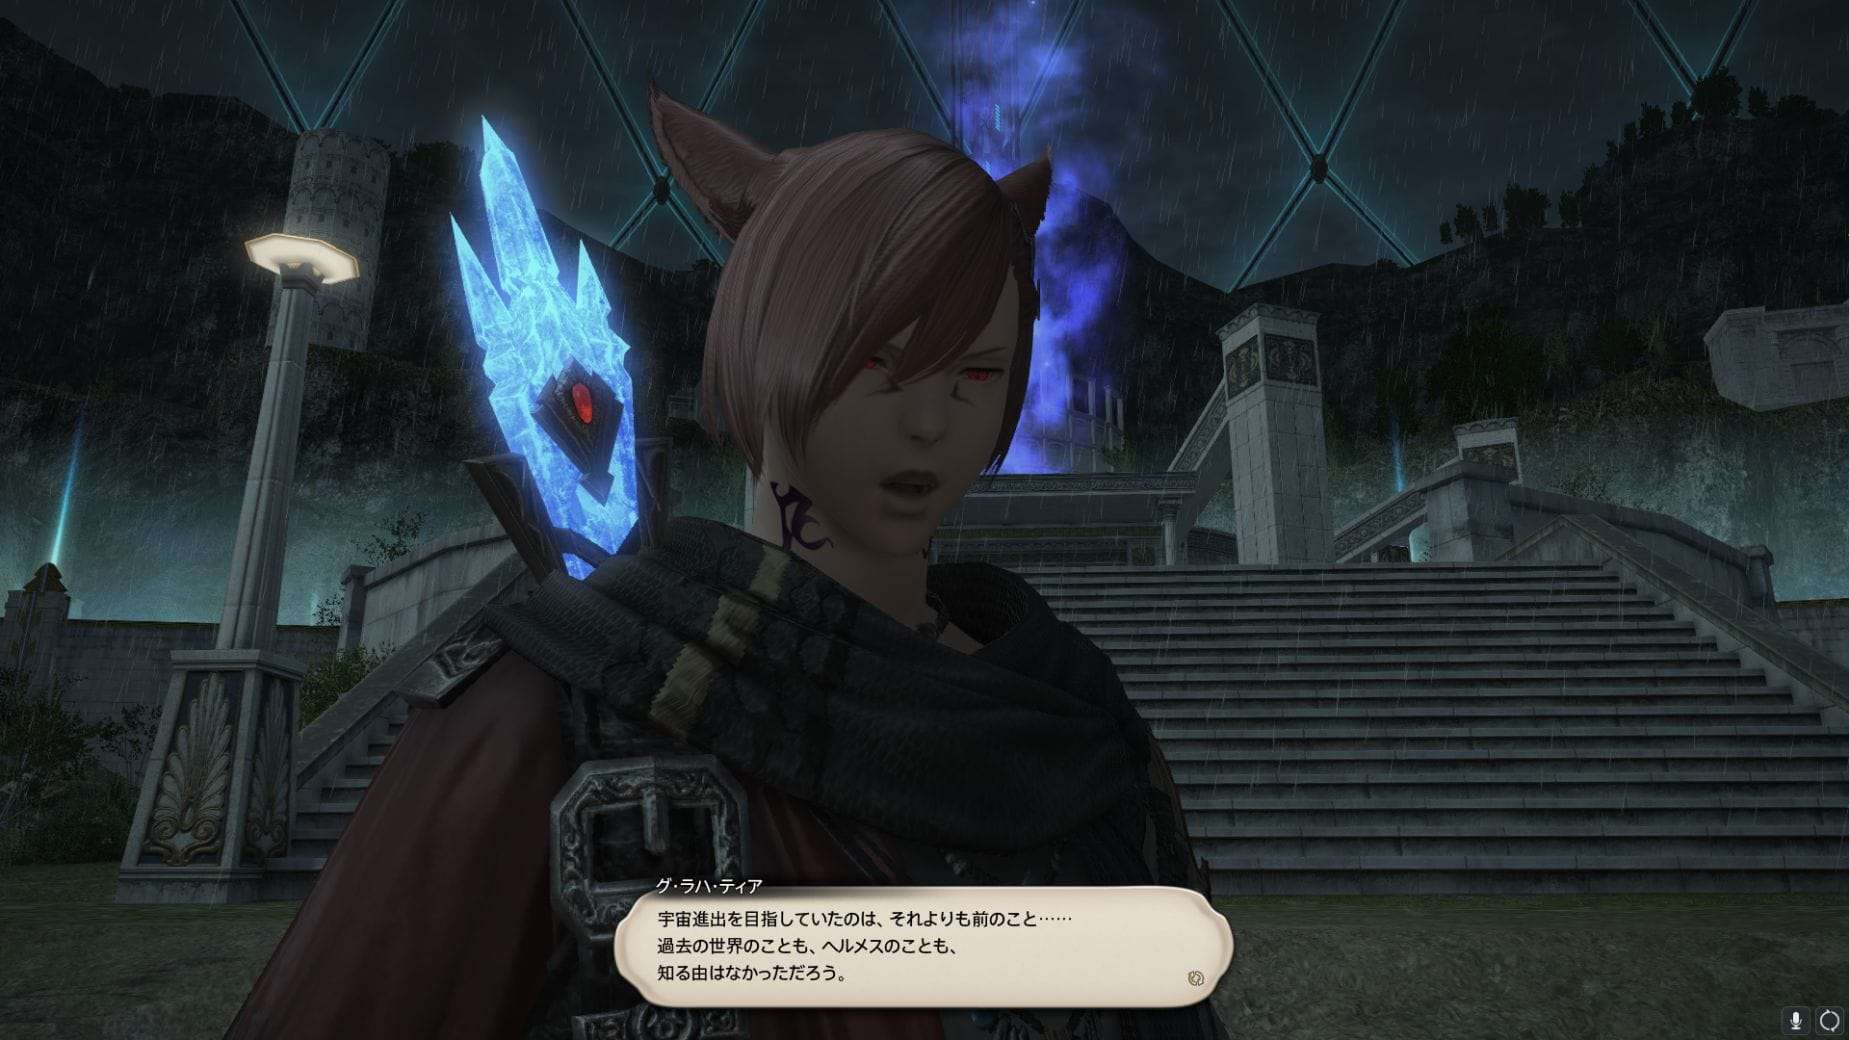 グ・ラハ・ティア
宇宙進出を目指していたのは、それよりも前のこと……
過去の世界のことも、ヘルメスのことも、
知る由はなかっただろう。